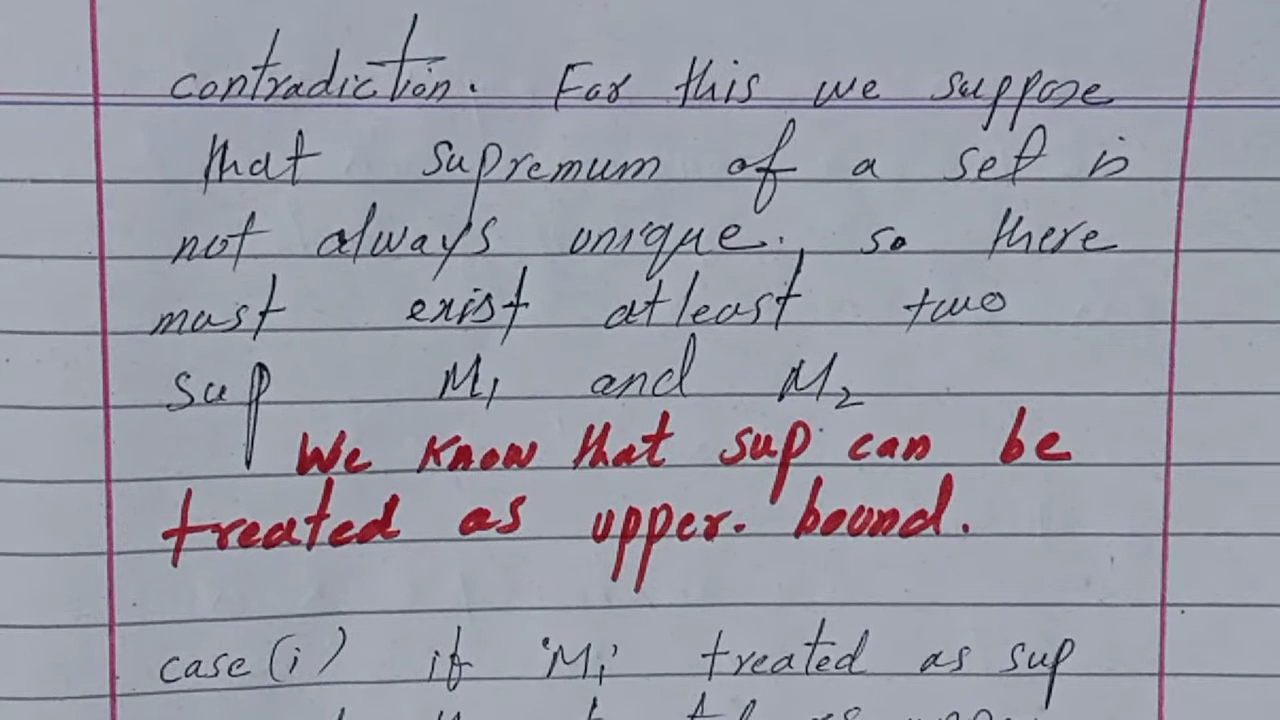 contradiction. For this we suppose
that supremum of a set is
not always unique., so there
must exist atleast two
sup M₁ and M₂
We know that sup can be
treated as upper. bound.
case (i) if 'M₁' treated as sup